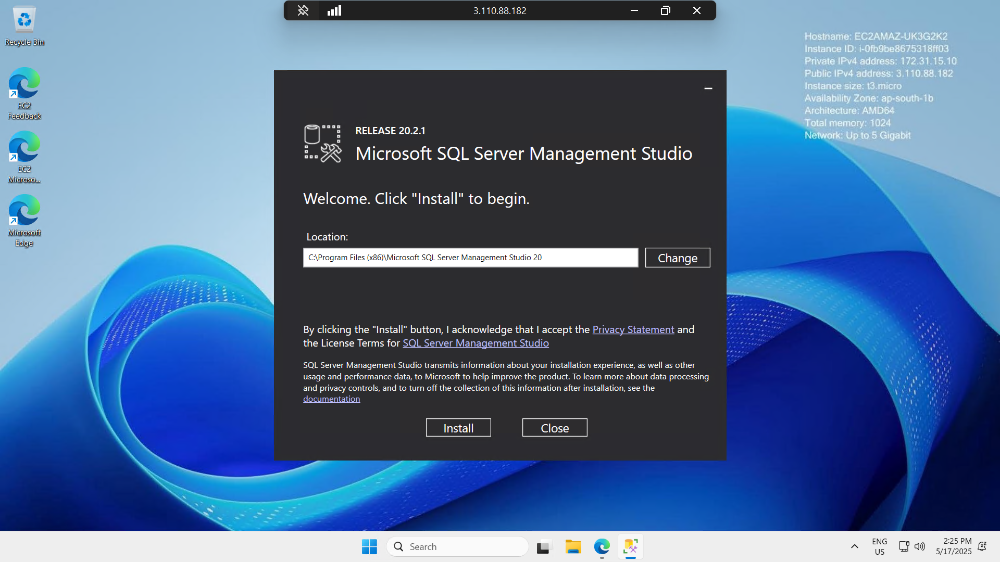 3.110.88.182
Recycle Bin
EC2
Feedback
EC2
Microso...
Microsoft
Edge
Hostname: EC2AMAZ-UK3G2K2
Instance ID: i-0fb9be8675318ff03
Private IPv4 address: 172.31.15.10
Public IPv4 address: 3.110.88.182
Instance size: t3.micro
Availability Zone: ap-south-1b
Architecture: AMD64
Total memory: 1024
Network: Up to 5 Gigabit
RELEASE 20.2.1
Microsoft SQL Server Management Studio
Welcome. Click "Install" to begin.
Location:
C:\Program Files (x86)\Microsoft SQL Server Management Studio 20
Change
By clicking the "Install" button, I acknowledge that I accept the Privacy Statement and
the License Terms for SQL Server Management Studio
SQL Server Management Studio transmits information about your installation experience, as well as other
usage and performance data, to Microsoft to help improve the product. To learn more about data processing
and privacy controls, and to turn off the collection of this information after installation, see the
documentation
Install
Close
Search
ENG
US
2:25 PM
5/17/2025